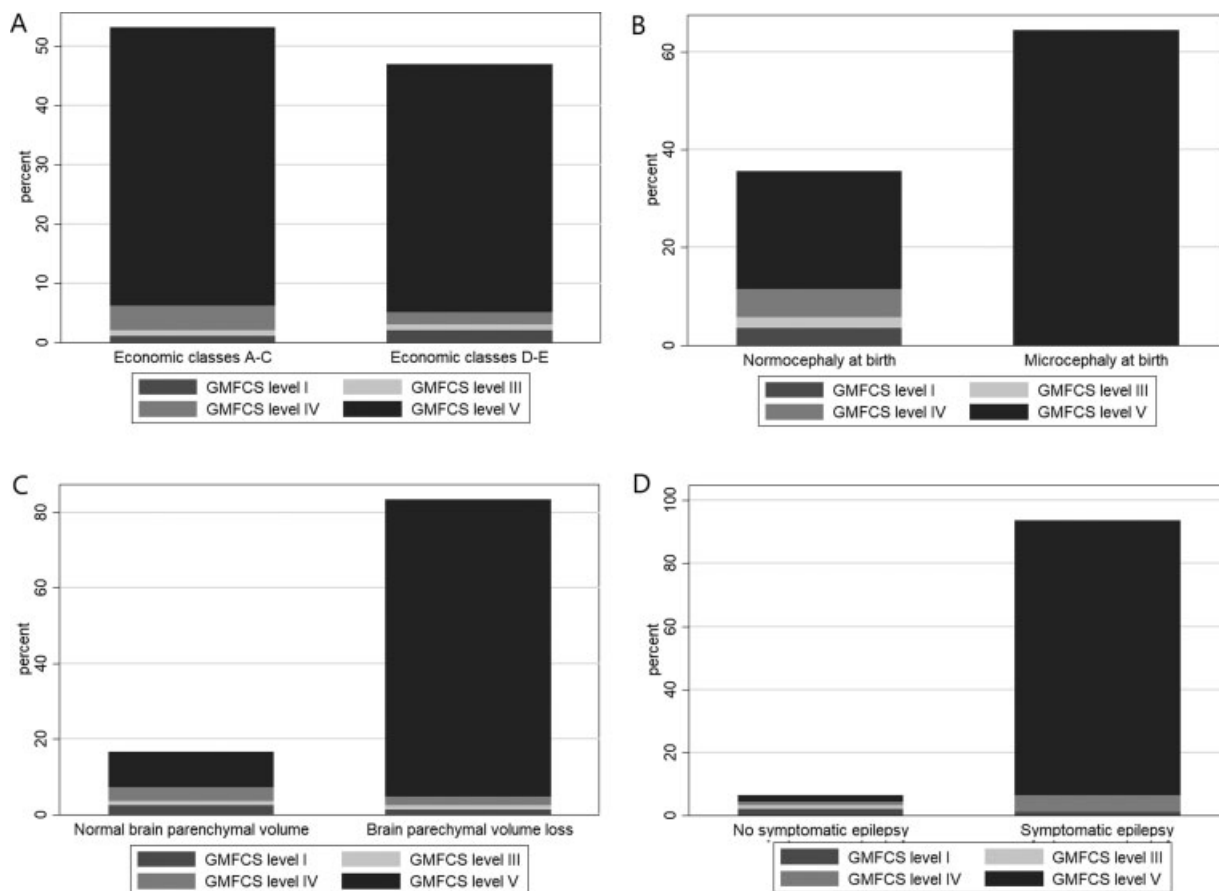 A
percent
50
40
30
20
10
0
Economic classes A-C Economic classes D-E
GMFCS level I GMFCS level III
GMFCS level IV GMFCS level V
B
percent
60
40
20
0
Normocephaly at birth Microcephaly at birth
GMFCS level I GMFCS level III
GMFCS level IV GMFCS level V
C
percent
80
60
40
20
0
Normal brain parenchymal volume Brain parechymal volume loss
GMFCS level I GMFCS level III
GMFCS level IV GMFCS level V
D
percent
100
80
60
40
20
0
No symptomatic epilepsy Symptomatic epilepsy
GMFCS level I GMFCS level III
GMFCS level IV GMFCS level V